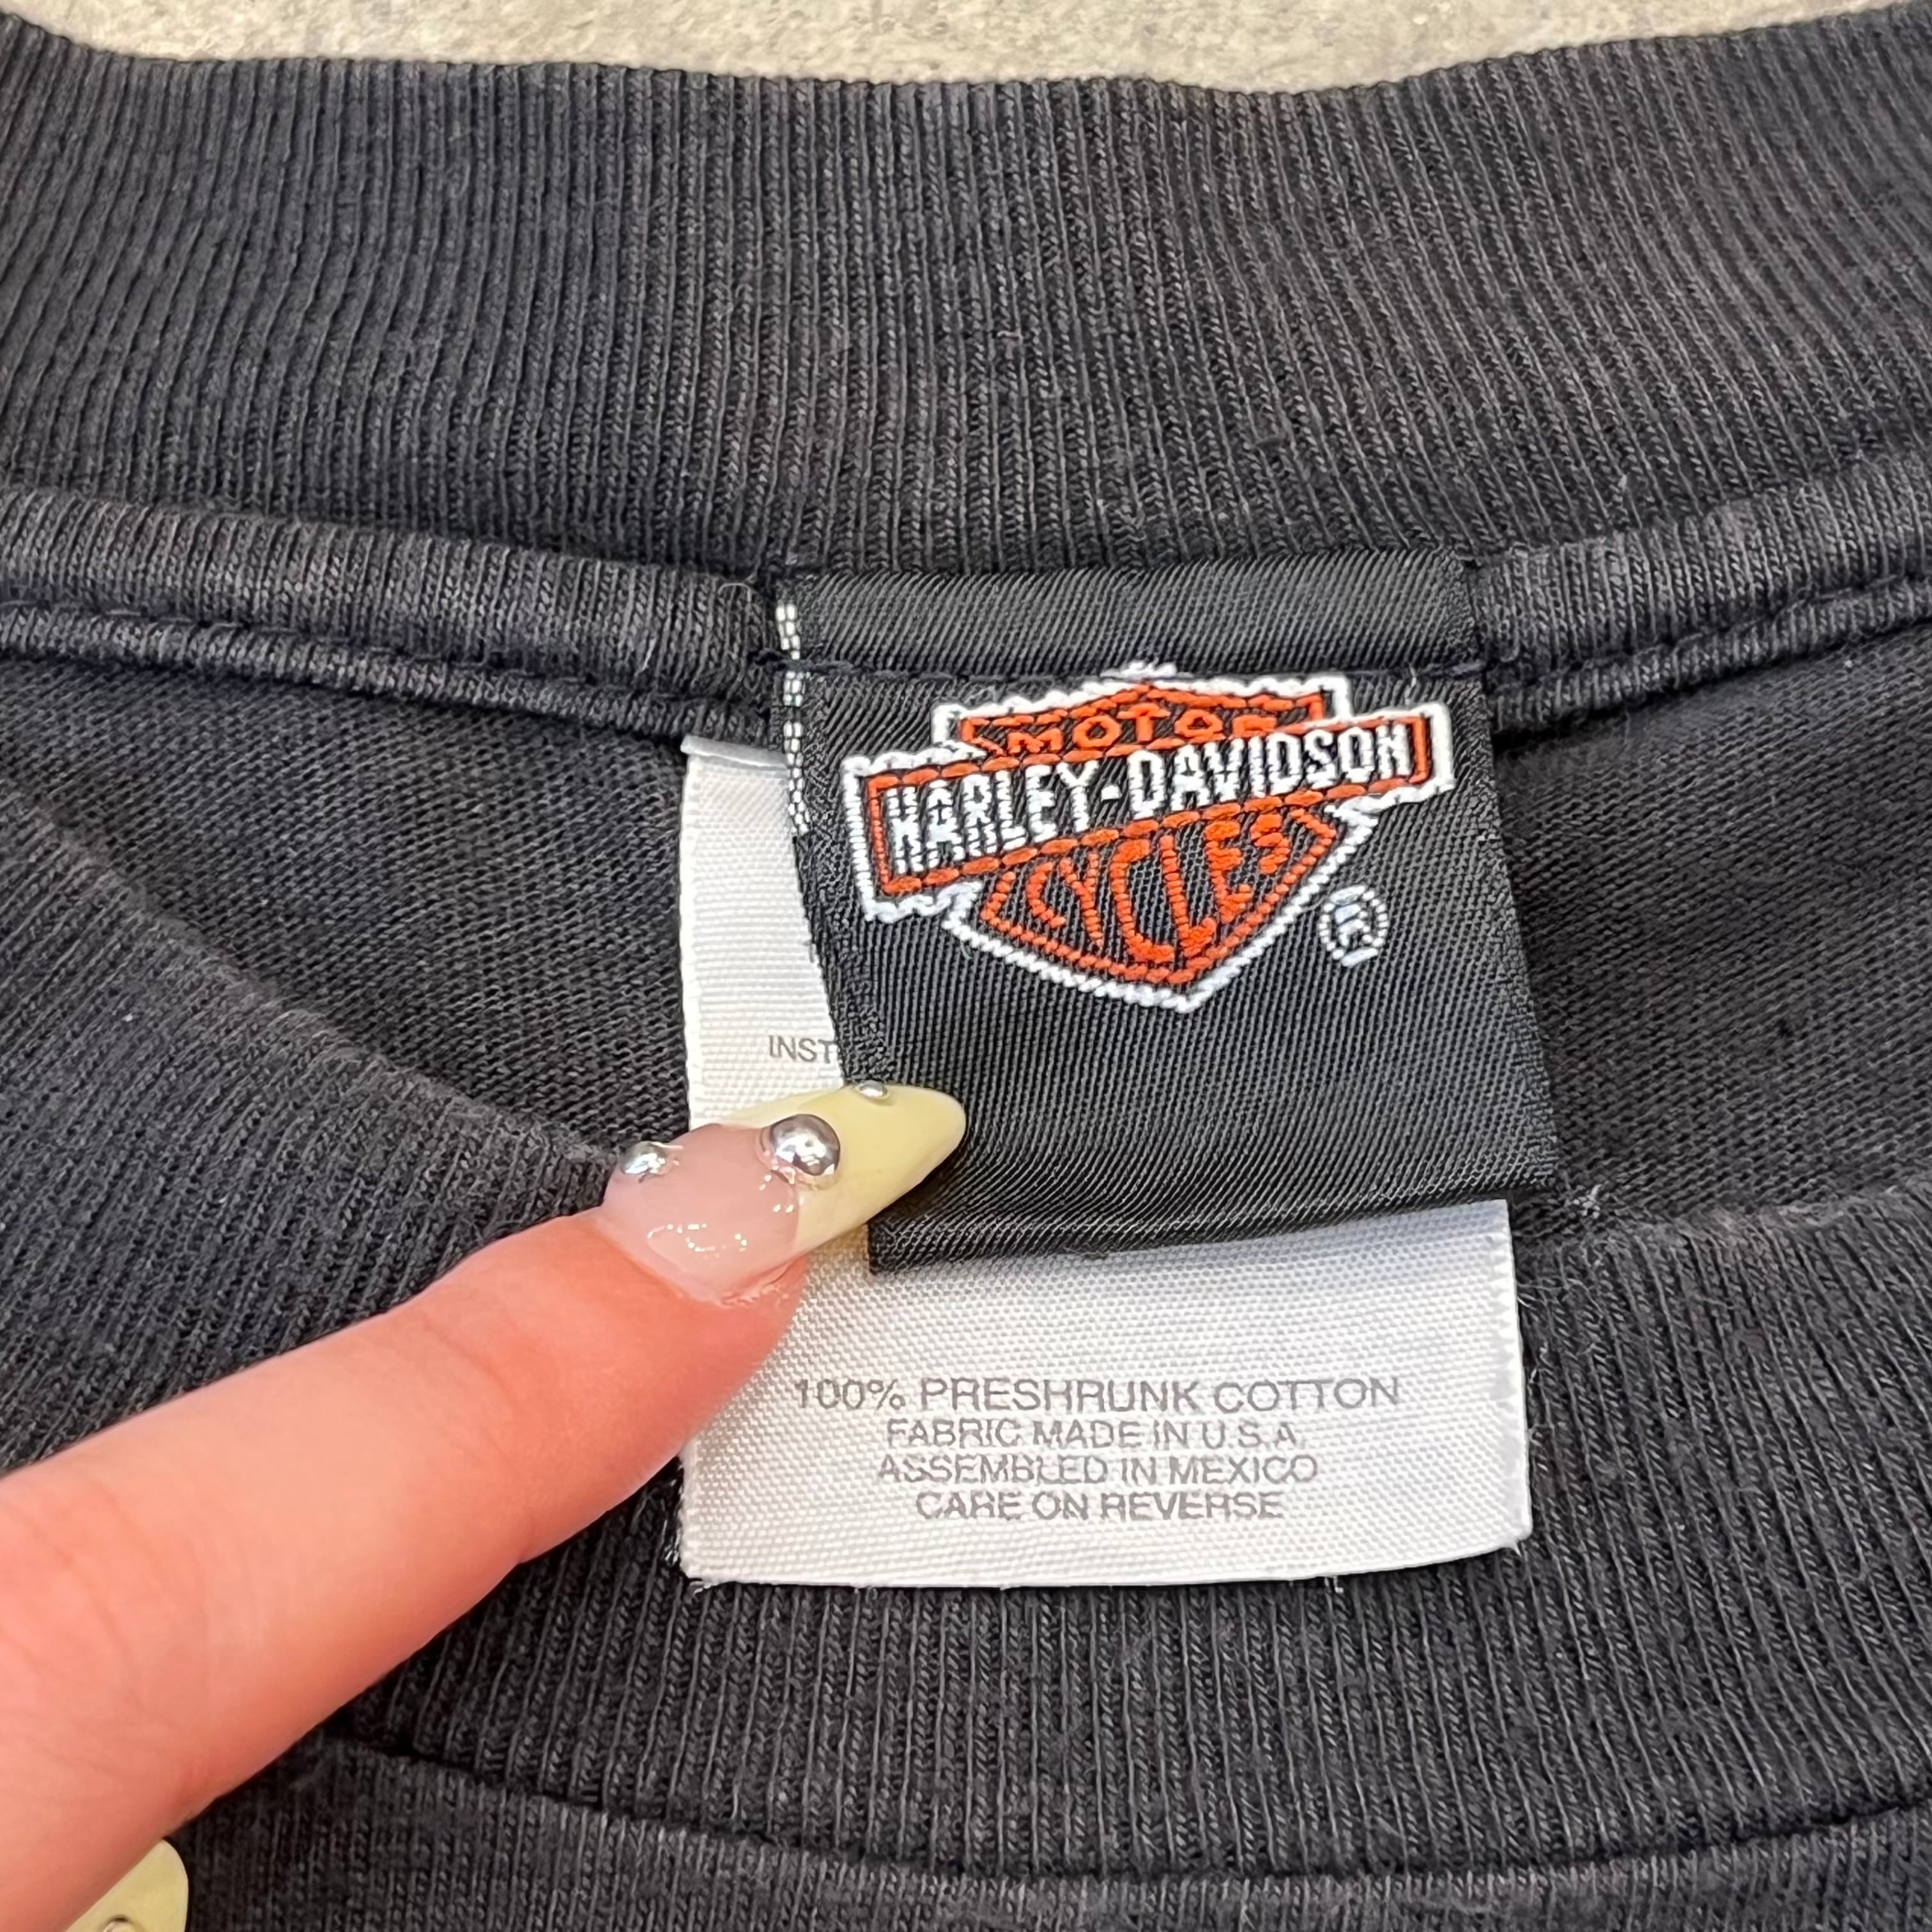 MOTOR
HARLEY-DAVIDSON
CYCLES
®
INST
100% PRESHRUNK COTTON
FABRIC MADE IN U.S.A.
ASSEMBLED IN MEXICO
CARE ON REVERSE